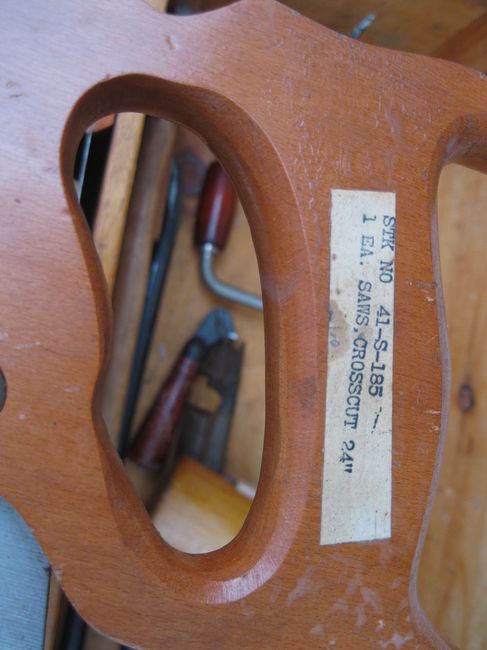 STK NO 41-S-185
1 EA: SAWS,CROSSCUT 24"